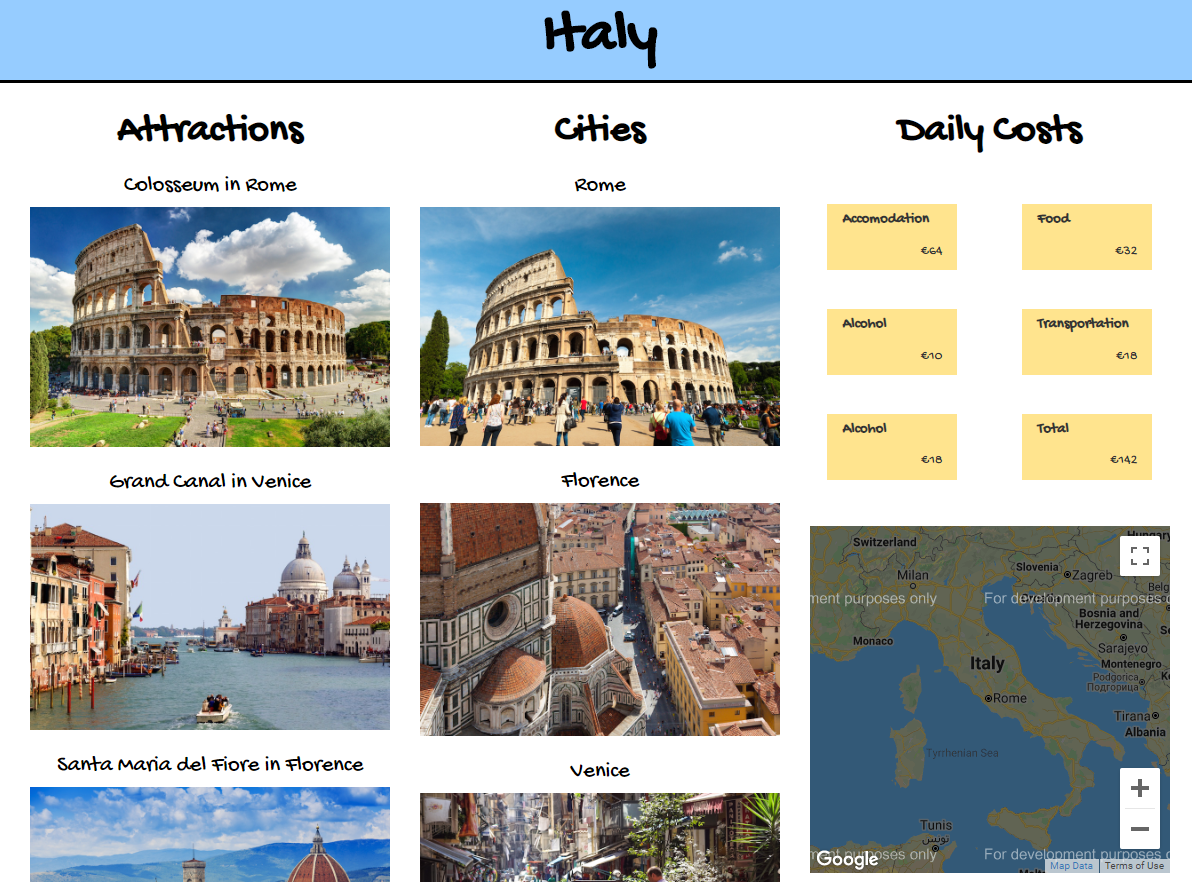 Italy
Attractions
Cities
Daily Costs
Colosseum in Rome
Grand Canal in Venice
Santa Maria del Fiore in Florence
Rome
Florence
Venice
Accomodation
€64
Food
€32
Alcohol
€10
Transportation
€18
Alcohol
€18
Total
€142
Switzerland
Hungary
Slovenia
Zagreb
Milan
ment purposes only
For development purposes o
Bosnia and
Herzegovina
Sarajevo
Monaco
Montenegro
Italy
Podgorica
Подгорица
Rome
Tirana
Albania
Tyrrhenian Sea
Tunis
تونس
ment purposes only
For development purposes o
Google
Map Data
Terms of Use